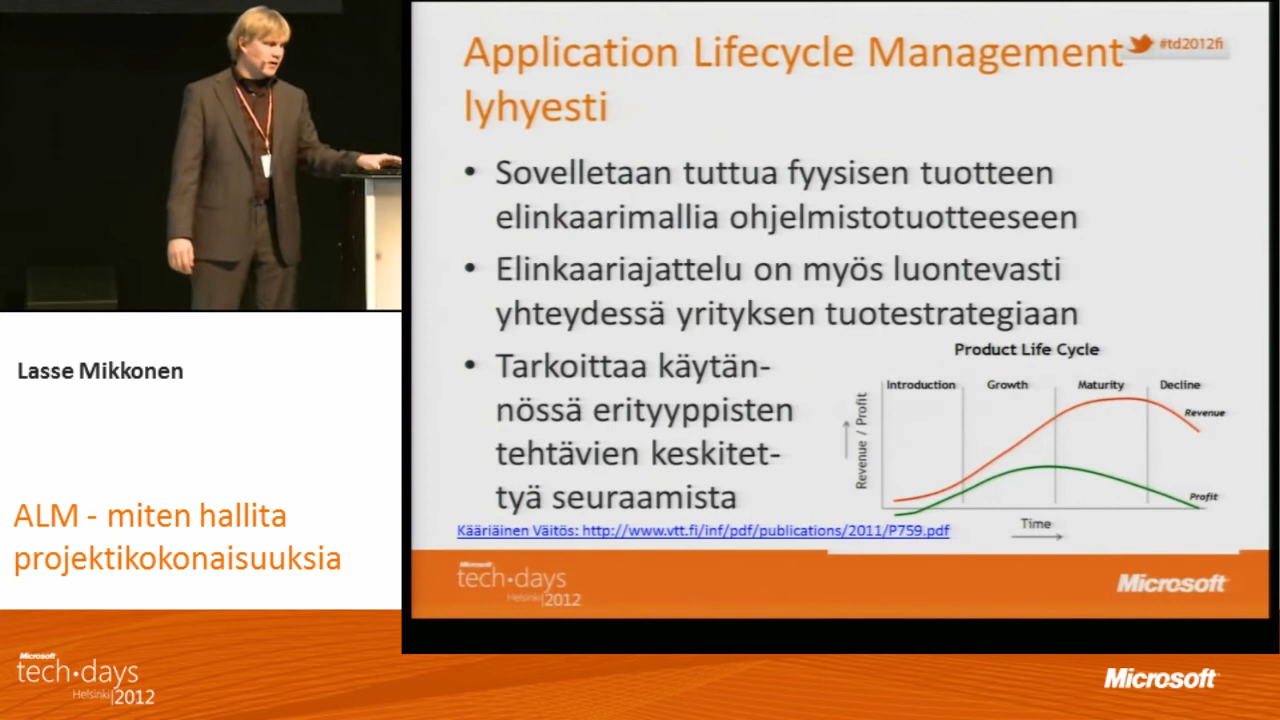 Application Lifecycle Management
lyhyesti
#td2012fi
• Sovelletaan tuttua fyysisen tuotteen
elinkaarimallia ohjelmistotuotteeseen
• Elinkaariajattelu on myös luontevasti
yhteydessä yrityksen tuotestrategiaan
• Tarkoittaa käytän-
nössä erityyppisten
tehtävien keskitet-
tyä seuraamista
Product Life Cycle
Introduction Growth Maturity Decline
Revenue / Profit
Revenue
Profit
Time
Kääriäinen Väitös: http://www.vtt.fi/inf/pdf/publications/2011/P759.pdf
Microsoft
tech·days
Helsinki|2012
Microsoft
Lasse Mikkonen
ALM - miten hallita
projektikokonaisuuksia
Microsoft
tech·days
Helsinki|2012
Microsoft